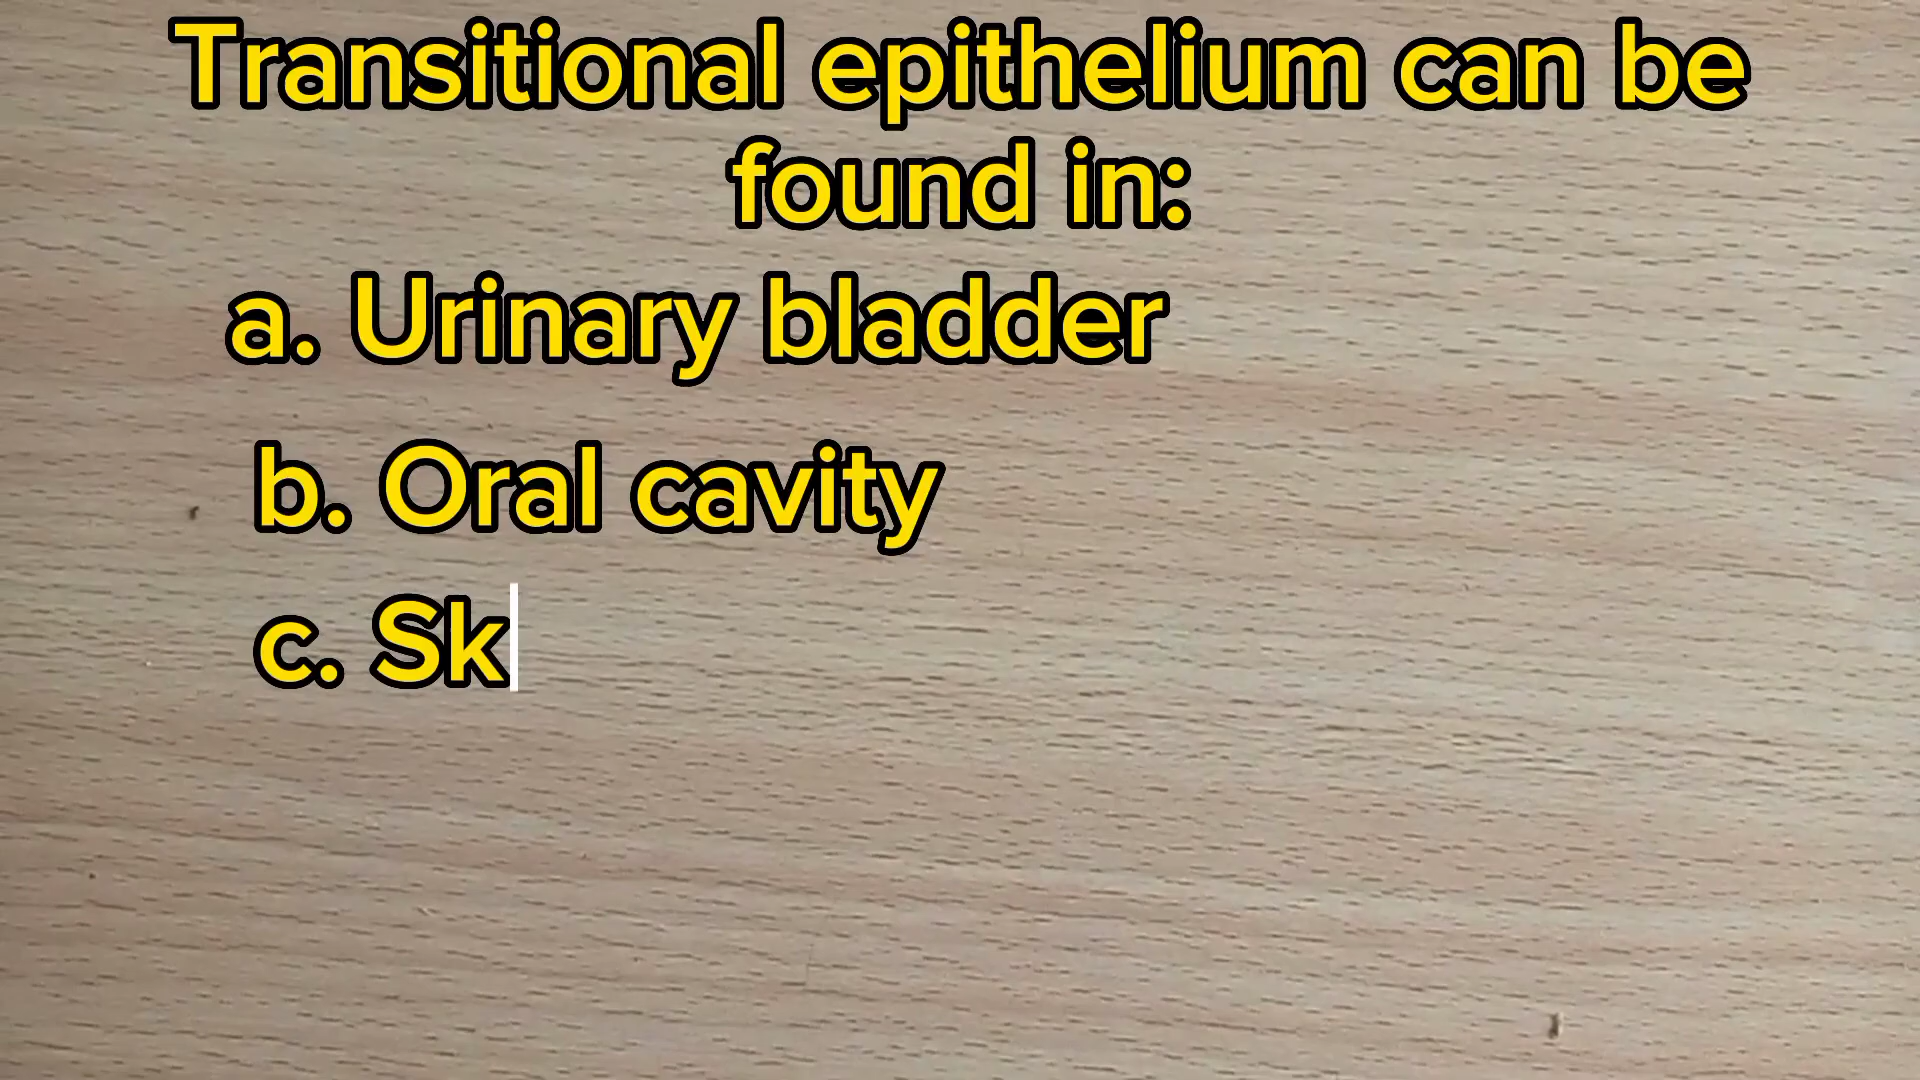 Transitional epithelium can be
found in:
a. Urinary bladder
b. Oral cavity
c. Sk